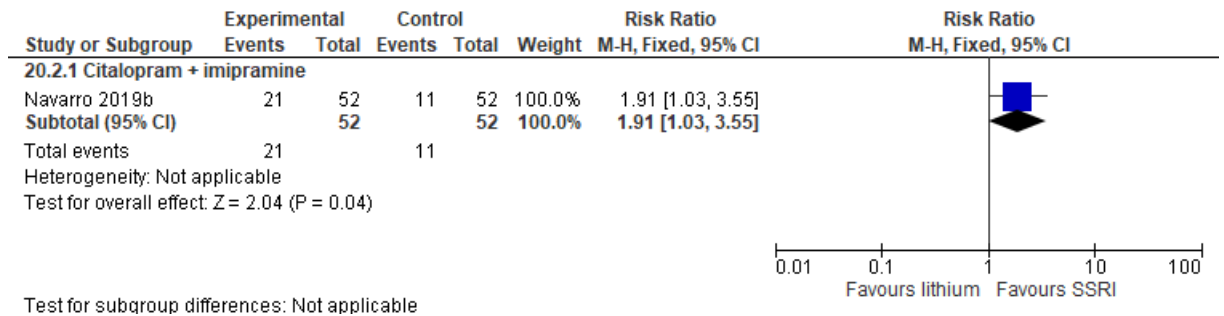 Experimental Control Risk Ratio Risk Ratio
Study or Subgroup Events Total Events Total Weight M-H, Fixed, 95% CI M-H, Fixed, 95% CI
20.2.1 Citalopram + imipramine
Navarro 2019b 21 52 11 52 100.0% 1.91 [1.03, 3.55]
Subtotal (95% CI) 52 52 100.0% 1.91 [1.03, 3.55]
Total events 21 11
Heterogeneity: Not applicable
Test for overall effect: Z = 2.04 (P = 0.04)
0.01 0.1 1 10 100
Favours lithium Favours SSRI
Test for subgroup differences: Not applicable